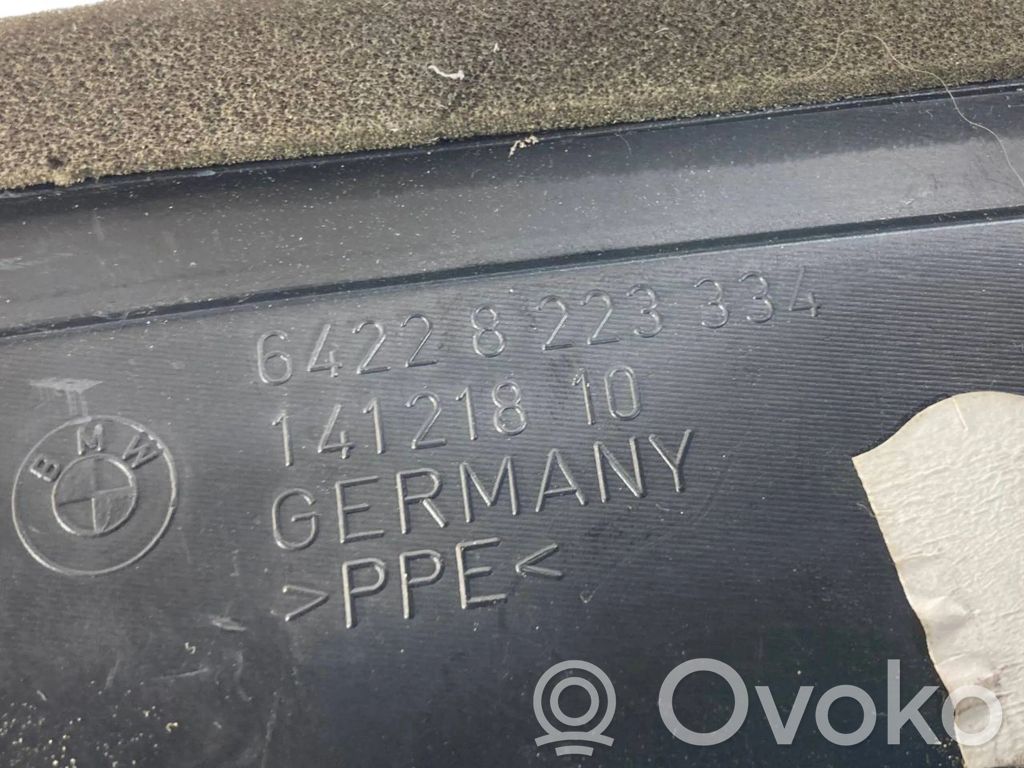 6422 8 223 334
141218 10
BMW
GERMANY
>PPE<
Ovoko